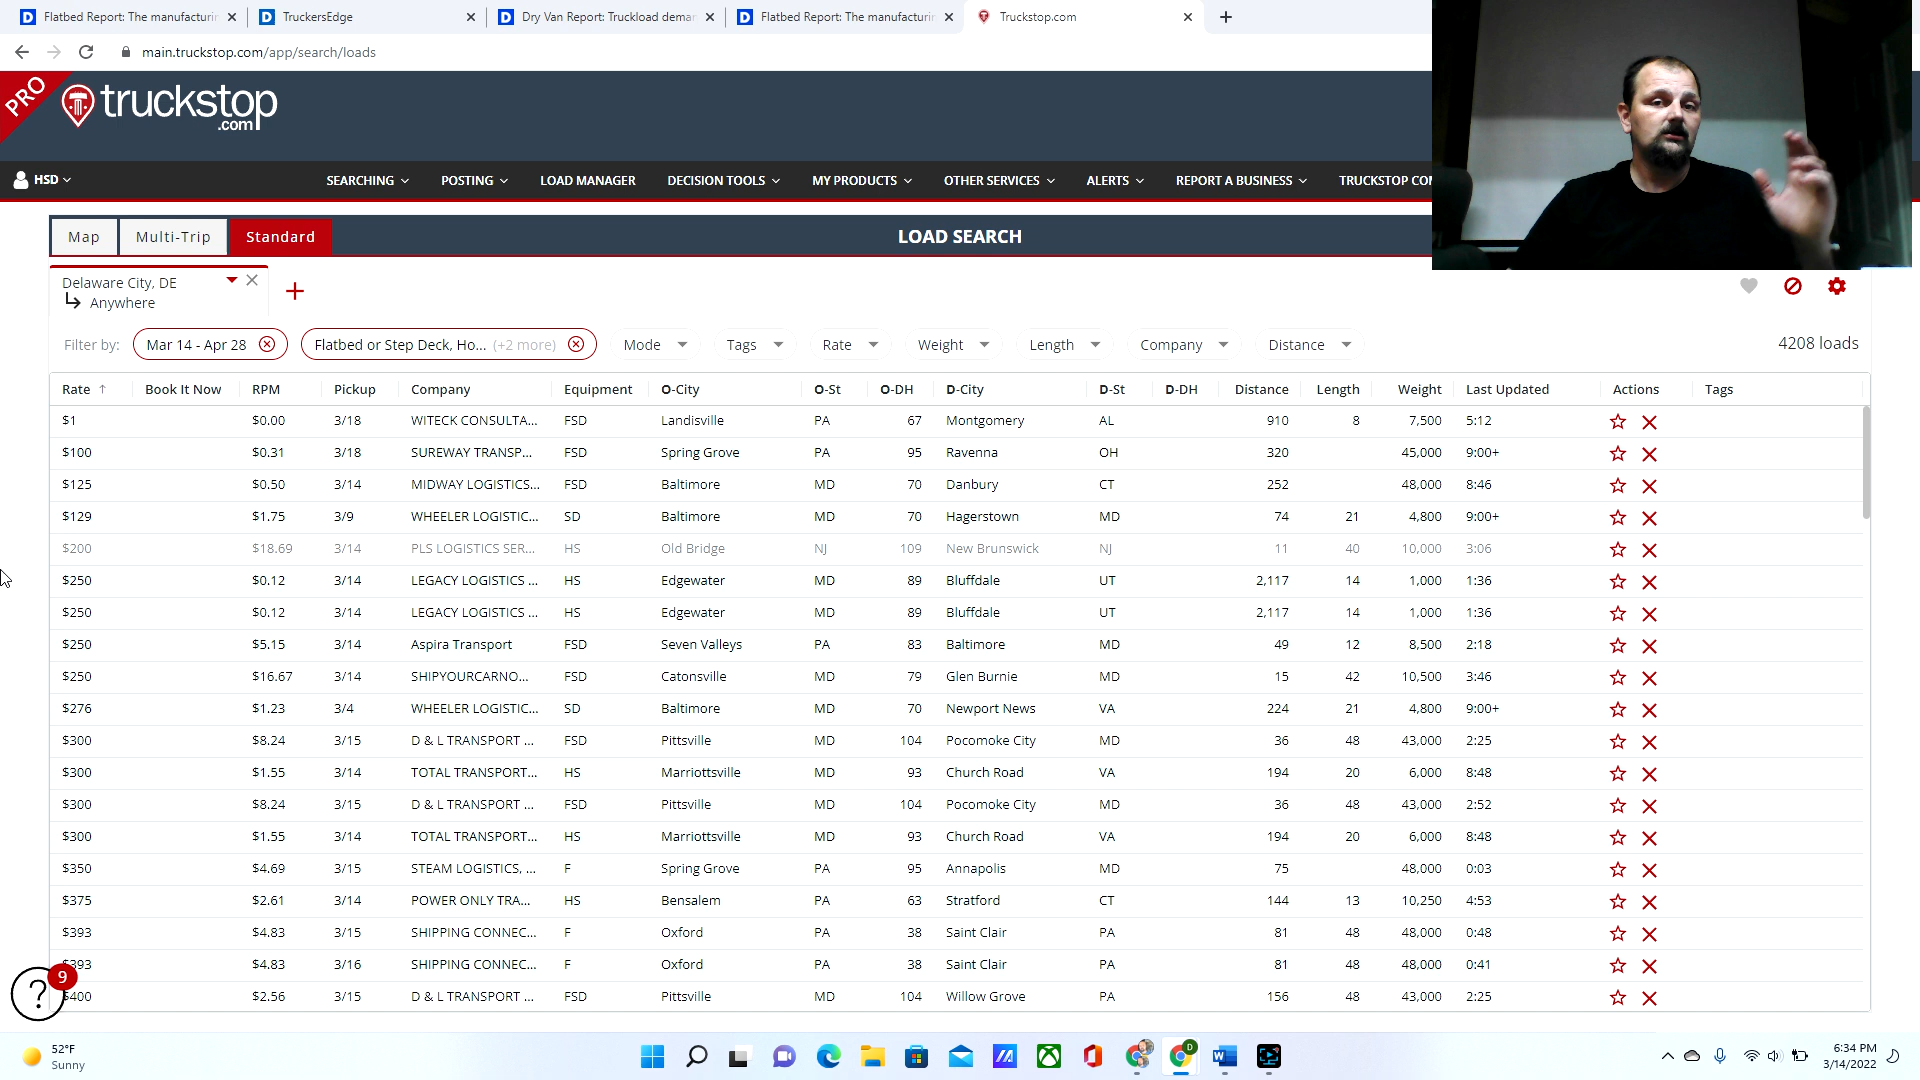 Flatbed Report: The manufacturin
TruckersEdge
Dry Van Report: Truckload dema
Flatbed Report: The manufacturin
Truckstop.com
main.truckstop.com/app/search/loads
PRO
truckstop
.com
HSD
SEARCHING
POSTING
LOAD MANAGER
DECISION TOOLS
MY PRODUCTS
OTHER SERVICES
ALERTS
REPORT A BUSINESS
TRUCKSTOP CO
Map
Multi-Trip
Standard
LOAD SEARCH
Delaware City, DE
Anywhere
Filter by: Mar 14 - Apr 28 Flatbed or Step Deck, Ho... (+2 more) Mode Tags Rate Weight Length Company Distance 4208 loads
Rate ↑ Book It Now RPM Pickup Company Equipment O-City O-St O-DH D-City D-St D-DH Distance Length Weight Last Updated Actions Tags
$1 $0.00 3/18 WITECK CONSULTA... FSD Landisville PA 67 Montgomery AL 910 8 7,500 5:12
$100 $0.31 3/18 SUREWAY TRANSP... FSD Spring Grove PA 95 Ravenna OH 320 45,000 9:00+
$125 $0.50 3/14 MIDWAY LOGISTICS... FSD Baltimore MD 70 Danbury CT 252 48,000 8:46
$129 $1.75 3/9 WHEELER LOGISTIC... SD Baltimore MD 70 Hagerstown MD 74 21 4,800 9:00+
$200 $18.69 3/14 PLS LOGISTICS SER... HS Old Bridge NJ 109 New Brunswick NJ 11 40 10,000 3:06
$250 $0.12 3/14 LEGACY LOGISTICS ... HS Edgewater MD 89 Bluffdale UT 2,117 14 1,000 1:36
$250 $0.12 3/14 LEGACY LOGISTICS ... HS Edgewater MD 89 Bluffdale UT 2,117 14 1,000 1:36
$250 $5.15 3/14 Aspira Transport FSD Seven Valleys PA 83 Baltimore MD 49 12 8,500 2:18
$250 $16.67 3/14 SHIPYOURCARNO... FSD Catonsville MD 79 Glen Burnie MD 15 42 10,500 3:46
$276 $1.23 3/4 WHEELER LOGISTIC... SD Baltimore MD 70 Newport News VA 224 21 4,800 9:00+
$300 $8.24 3/15 D & L TRANSPORT ... FSD Pittsville MD 104 Pocomoke City MD 36 48 43,000 2:25
$300 $1.55 3/14 TOTAL TRANSPORT... HS Marriottsville MD 93 Church Road VA 194 20 6,000 8:48
$300 $8.24 3/15 D & L TRANSPORT ... FSD Pittsville MD 104 Pocomoke City MD 36 48 43,000 2:52
$300 $1.55 3/14 TOTAL TRANSPORT... HS Marriottsville MD 93 Church Road VA 194 20 6,000 8:48
$350 $4.69 3/15 STEAM LOGISTICS, ... F Spring Grove PA 95 Annapolis MD 75 48,000 0:03
$375 $2.61 3/14 POWER ONLY TRA... HS Bensalem PA 63 Stratford CT 144 13 10,250 4:53
$393 $4.83 3/15 SHIPPING CONNEC... F Oxford PA 38 Saint Clair PA 81 48 48,000 0:48
$393 $4.83 3/16 SHIPPING CONNEC... F Oxford PA 38 Saint Clair PA 81 48 48,000 0:41
$400 $2.56 3/15 D & L TRANSPORT ... FSD Pittsville MD 104 Willow Grove PA 156 48 43,000 2:25
? 9
52°F
Sunny
6:34 PM
3/14/2022